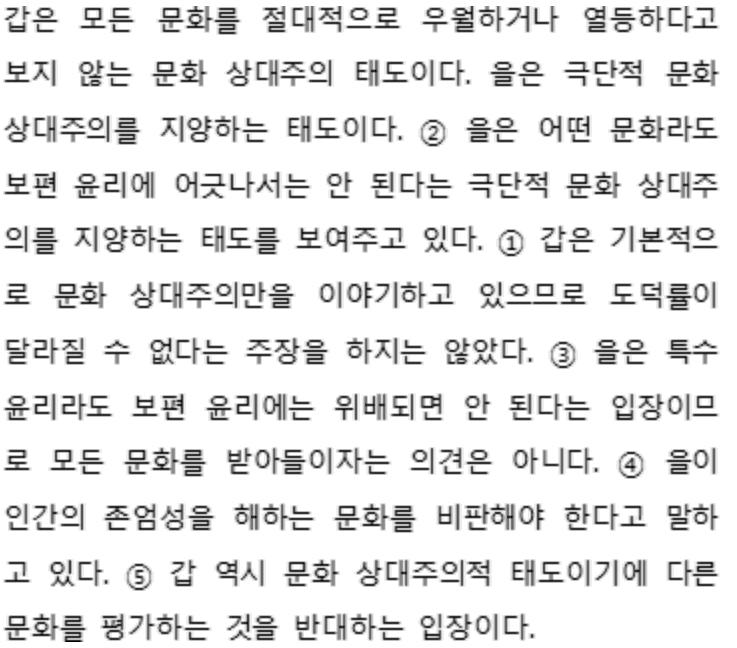 갑은 모든 문화를 절대적으로 우월하거나 열등하다고
보지 않는 문화 상대주의 태도이다. 을은 극단적 문화
상대주의를 지양하는 태도이다. ② 을은 어떤 문화라도
보편 윤리에 어긋나서는 안 된다는 극단적 문화 상대주
의를 지양하는 태도를 보여주고 있다. ① 갑은 기본적으
로 문화 상대주의만을 이야기하고 있으므로 도덕률이
달라질 수 없다는 주장을 하지는 않았다. ③ 을은 특수
윤리라도 보편 윤리에는 위배되면 안 된다는 입장이므
로 모든 문화를 받아들이자는 의견은 아니다. ④ 을이
인간의 존엄성을 해하는 문화를 비판해야 한다고 말하
고 있다. ⑤ 갑 역시 문화 상대주의적 태도이기에 다른
문화를 평가하는 것을 반대하는 입장이다.